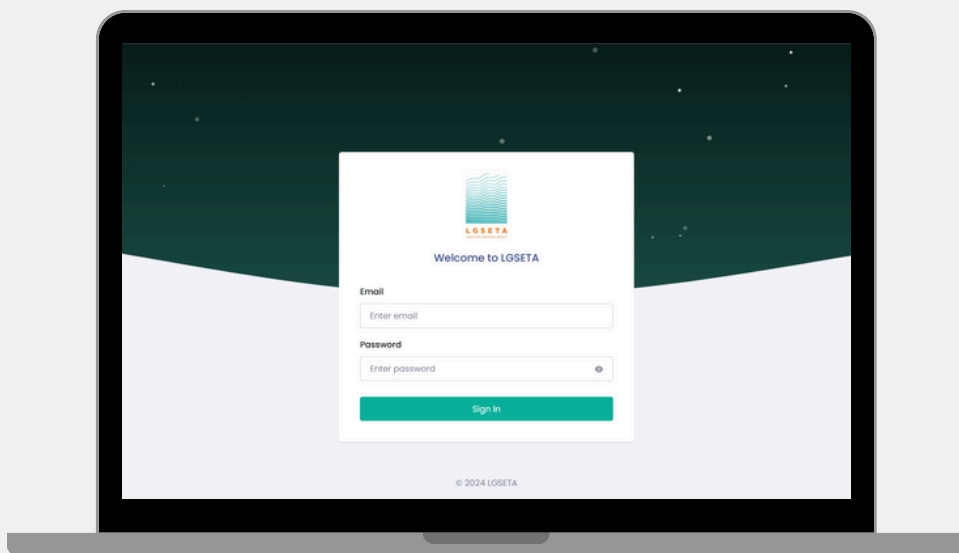 LGSETA
Welcome to LGSETA
Email
Enter email
Password
Enter password
Sign In
© 2024 LGSETA